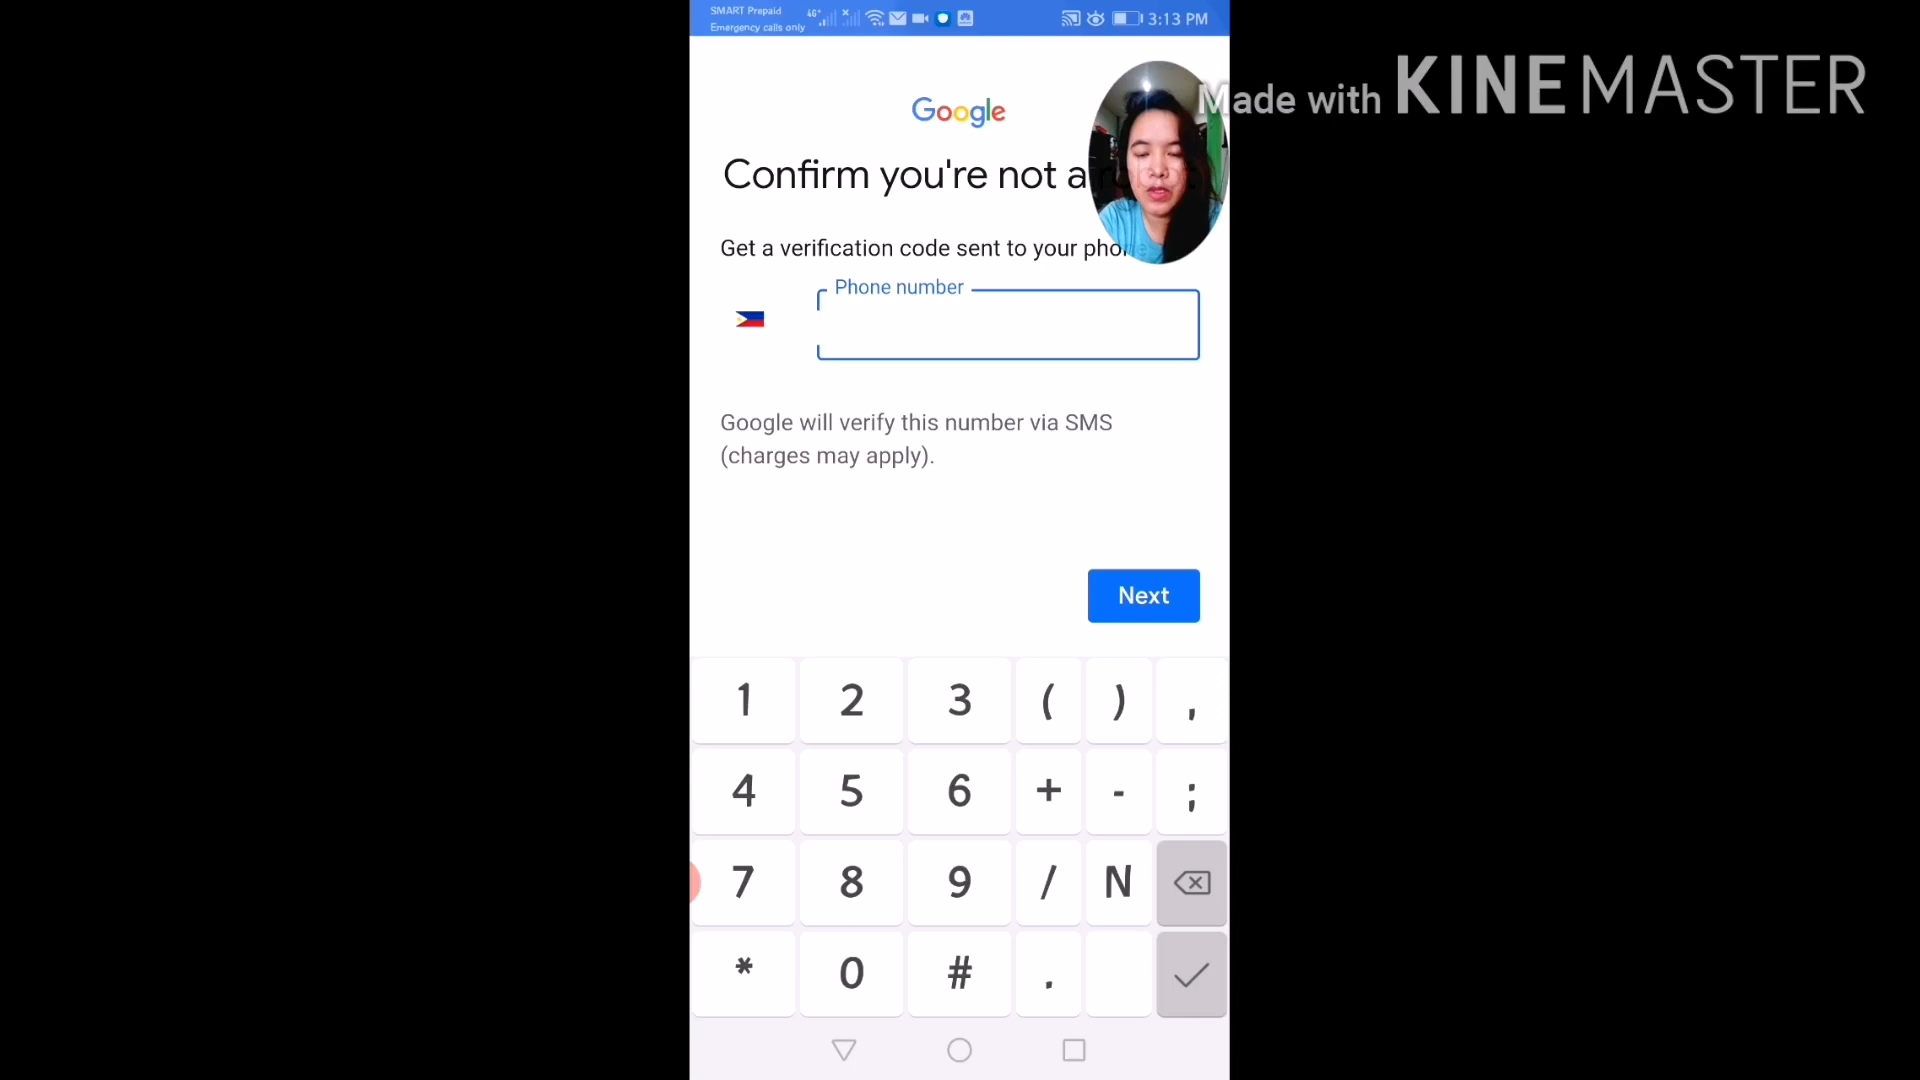 SMART Prepaid
Emergency calls only
4G+
3:13 PM
Made with KINEMASTER
Google
Confirm you're not a
Get a verification code sent to your phon
Phone number
Google will verify this number via SMS
(charges may apply).
Next
1 2 3 ( ) ,
4 5 6 + - ;
7 8 9 / N
* 0 # .